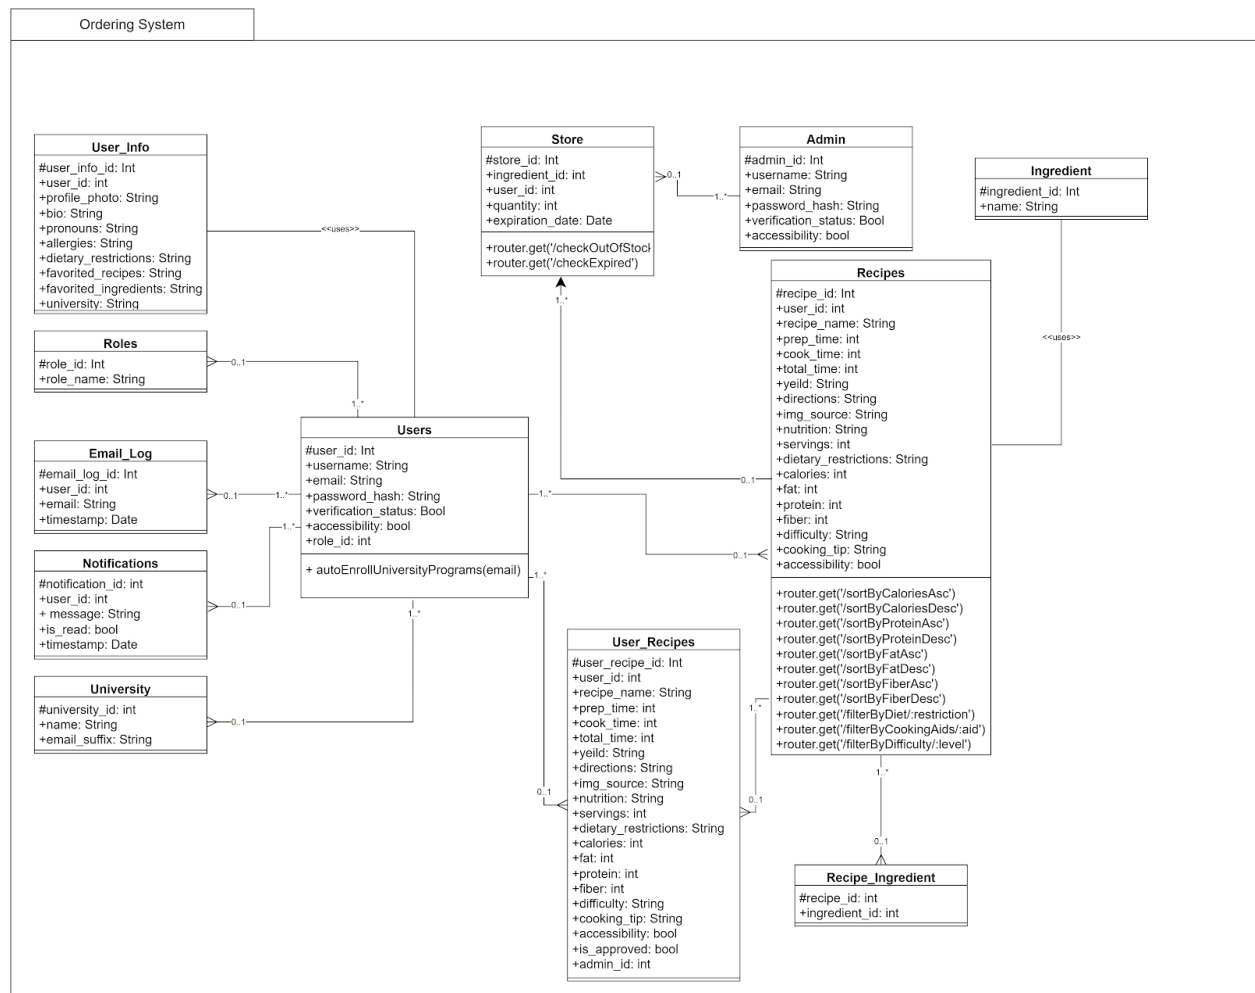 Ordering System
User_Info
#user_info_id: Int
+user_id: int
+profile_photo: String
+bio: String
+pronouns: String
+allergies: String
+dietary_restrictions: String
+favorited_recipes: String
+favorited_ingredients: String
+university: String
<<uses>>
Roles
#role_id: Int
+role_name: String
0..1
1..*
Email_Log
#email_log_id: Int
+user_id: int
+email: String
+timestamp: Date
0..1
1..*
Notifications
#notification_id: int
+user_id: int
+ message: String
+is_read: bool
+timestamp: Date
0..1
1..*
University
#university_id: int
+name: String
+email_suffix: String
0..1
1..*
Users
#user_id: Int
+username: String
+email: String
+password_hash: String
+verification_status: Bool
+accessibility: bool
+role_id: int
+ autoEnrollUniversityPrograms(email)
1..*
0..1
1..*
0..1
Store
#store_id: Int
+ingredient_id: int
+user_id: int
+quantity: int
+expiration_date: Date
+router.get('/checkOutOfStock
+router.get('/checkExpired')
0..1
1..*
1..*
0..1
Admin
#admin_id: Int
+username: String
+email: String
+password_hash: String
+verification_status: Bool
+accessibility: bool
Ingredient
#ingredient_id: Int
+name: String
<<uses>>
Recipes
#recipe_id: Int
+user_id: int
+recipe_name: String
+prep_time: int
+cook_time: int
+total_time: int
+yeild: String
+directions: String
+img_source: String
+nutrition: String
+servings: int
+dietary_restrictions: String
+calories: int
+fat: int
+protein: int
+fiber: int
+difficulty: String
+cooking_tip: String
+accessibility: bool
+router.get('/sortByCaloriesAsc')
+router.get('/sortByCaloriesDesc')
+router.get('/sortByProteinAsc')
+router.get('/sortByProteinDesc')
+router.get('/sortByFatAsc')
+router.get('/sortByFatDesc')
+router.get('/sortByFiberAsc')
+router.get('/sortByFiberDesc')
+router.get('/filterByDiet/:restriction')
+router.get('/filterByCookingAids/:aid')
+router.get('/filterByDifficulty/:level')
User_Recipes
#user_recipe_id: Int
+user_id: int
+recipe_name: String
+prep_time: int
+cook_time: int
+total_time: int
+yeild: String
+directions: String
+img_source: String
+nutrition: String
+servings: int
+dietary_restrictions: String
+calories: int
+fat: int
+protein: int
+fiber: int
+difficulty: String
+cooking_tip: String
+accessibility: bool
+is_approved: bool
+admin_id: int
1..*
0..1
1..*
0..1
Recipe_Ingredient
#recipe_id: int
+ingredient_id: int